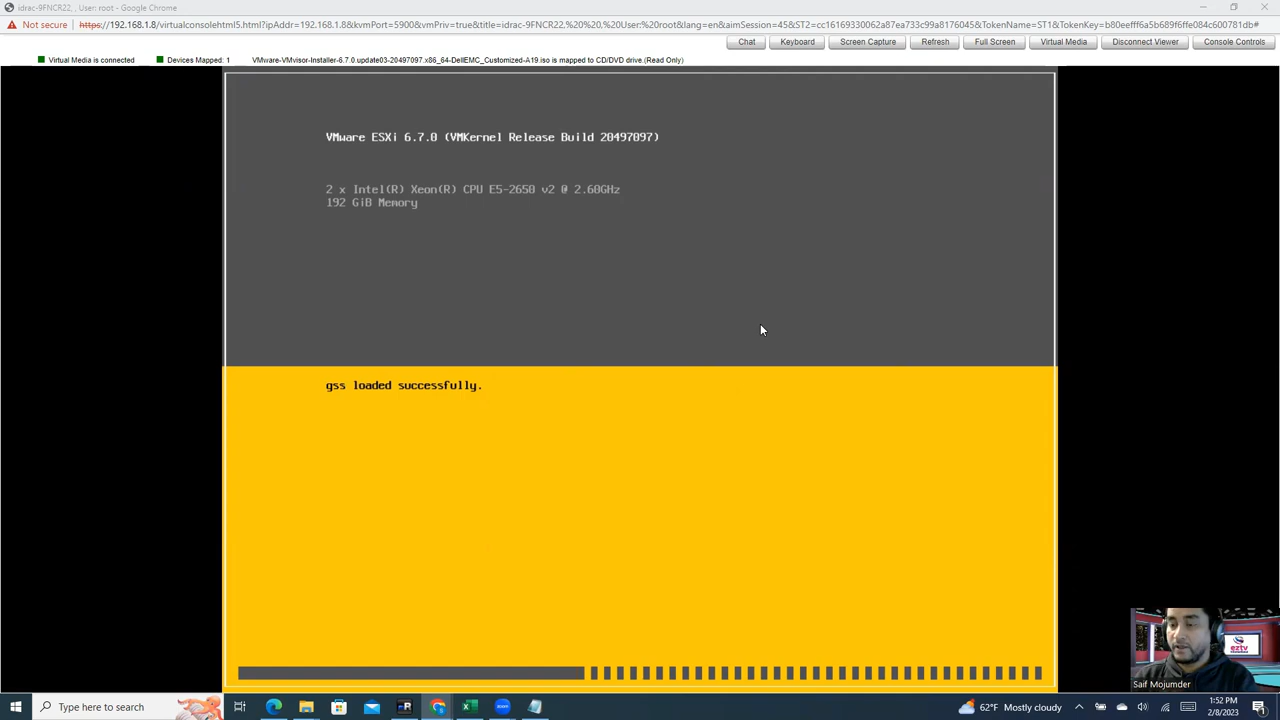 idrac-9FNCR22, , User: root - Google Chrome
Not secure | https://192.168.1.8/virtualconsolehtml5.html?ipAddr=192.168.1.8&kvmPort=5900&vmPriv=true&title=idrac-9FNCR22,%20%20,%20User:%20root&lang=en&aimSession=45&ST2=cc16169330062a87ea733c99a8176045&TokenName=ST1&TokenKey=b80eefff6a5b689f6ffe084c600781db#
Chat Keyboard Screen Capture Refresh Full Screen Virtual Media Disconnect Viewer Console Controls
Virtual Media is connected Devices Mapped: 1 VMware-VMvisor-Installer-6.7.0.update03-20497097.x86_64-DellEMC_Customized-A19.iso is mapped to CD/DVD drive.(Read Only)
VMware ESXi 6.7.0 (VMKernel Release Build 20497097)
2 x Intel(R) Xeon(R) CPU E5-2650 v2 @ 2.60GHz
192 GiB Memory
gss loaded successfully.
eztv
Saif Mojumder
Type here to search
62°F Mostly cloudy
1:52 PM
2/8/2023